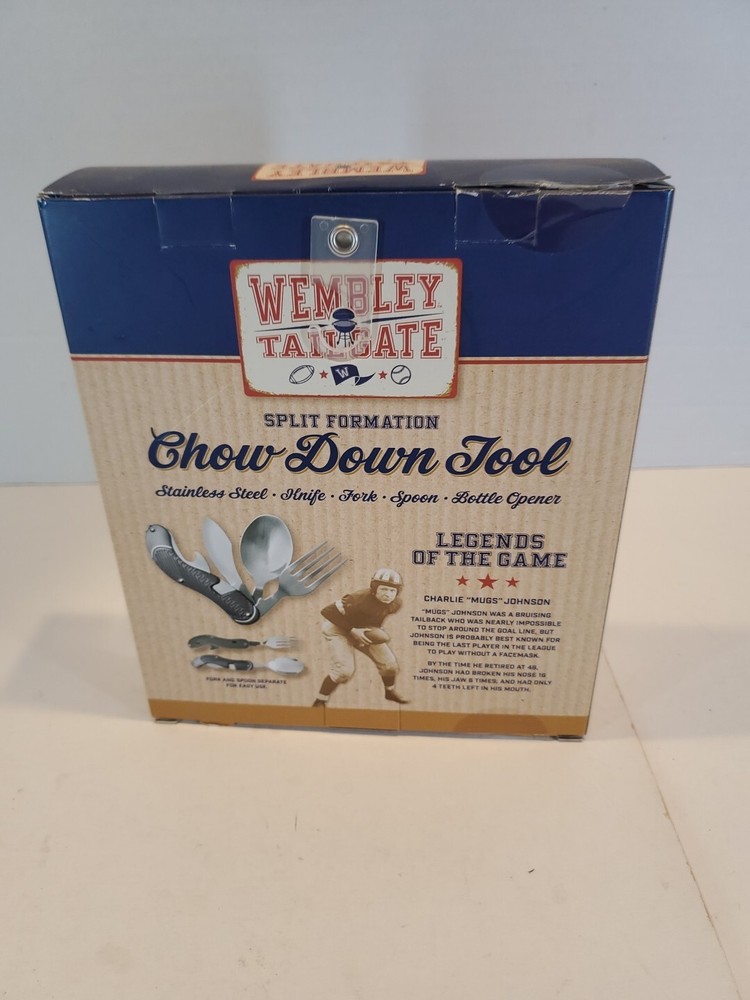 WEMBLEY
WEMBLEY
TAILGATE
W
SPLIT FORMATION
Chow Down Tool
Stainless Steel · Knife · Fork · Spoon · Bottle Opener
LEGENDS
OF THE GAME
CHARLIE "MUGS" JOHNSON
"MUGS" JOHNSON WAS A BRUISING
TAILBACK WHO WAS NEARLY IMPOSSIBLE
TO STOP AROUND THE GOAL LINE, BUT
JOHNSON IS PROBABLY BEST KNOWN FOR
BEING THE LAST PLAYER IN THE LEAGUE
TO PLAY WITHOUT A FACEMASK.
BY THE TIME HE RETIRED AT 46,
JOHNSON HAD BROKEN HIS NOSE 18
TIMES, HIS JAW 6 TIMES, AND HAD ONLY
4 TEETH LEFT IN HIS MOUTH.
FORK AND SPOON SEPARATE
FOR EASY USE